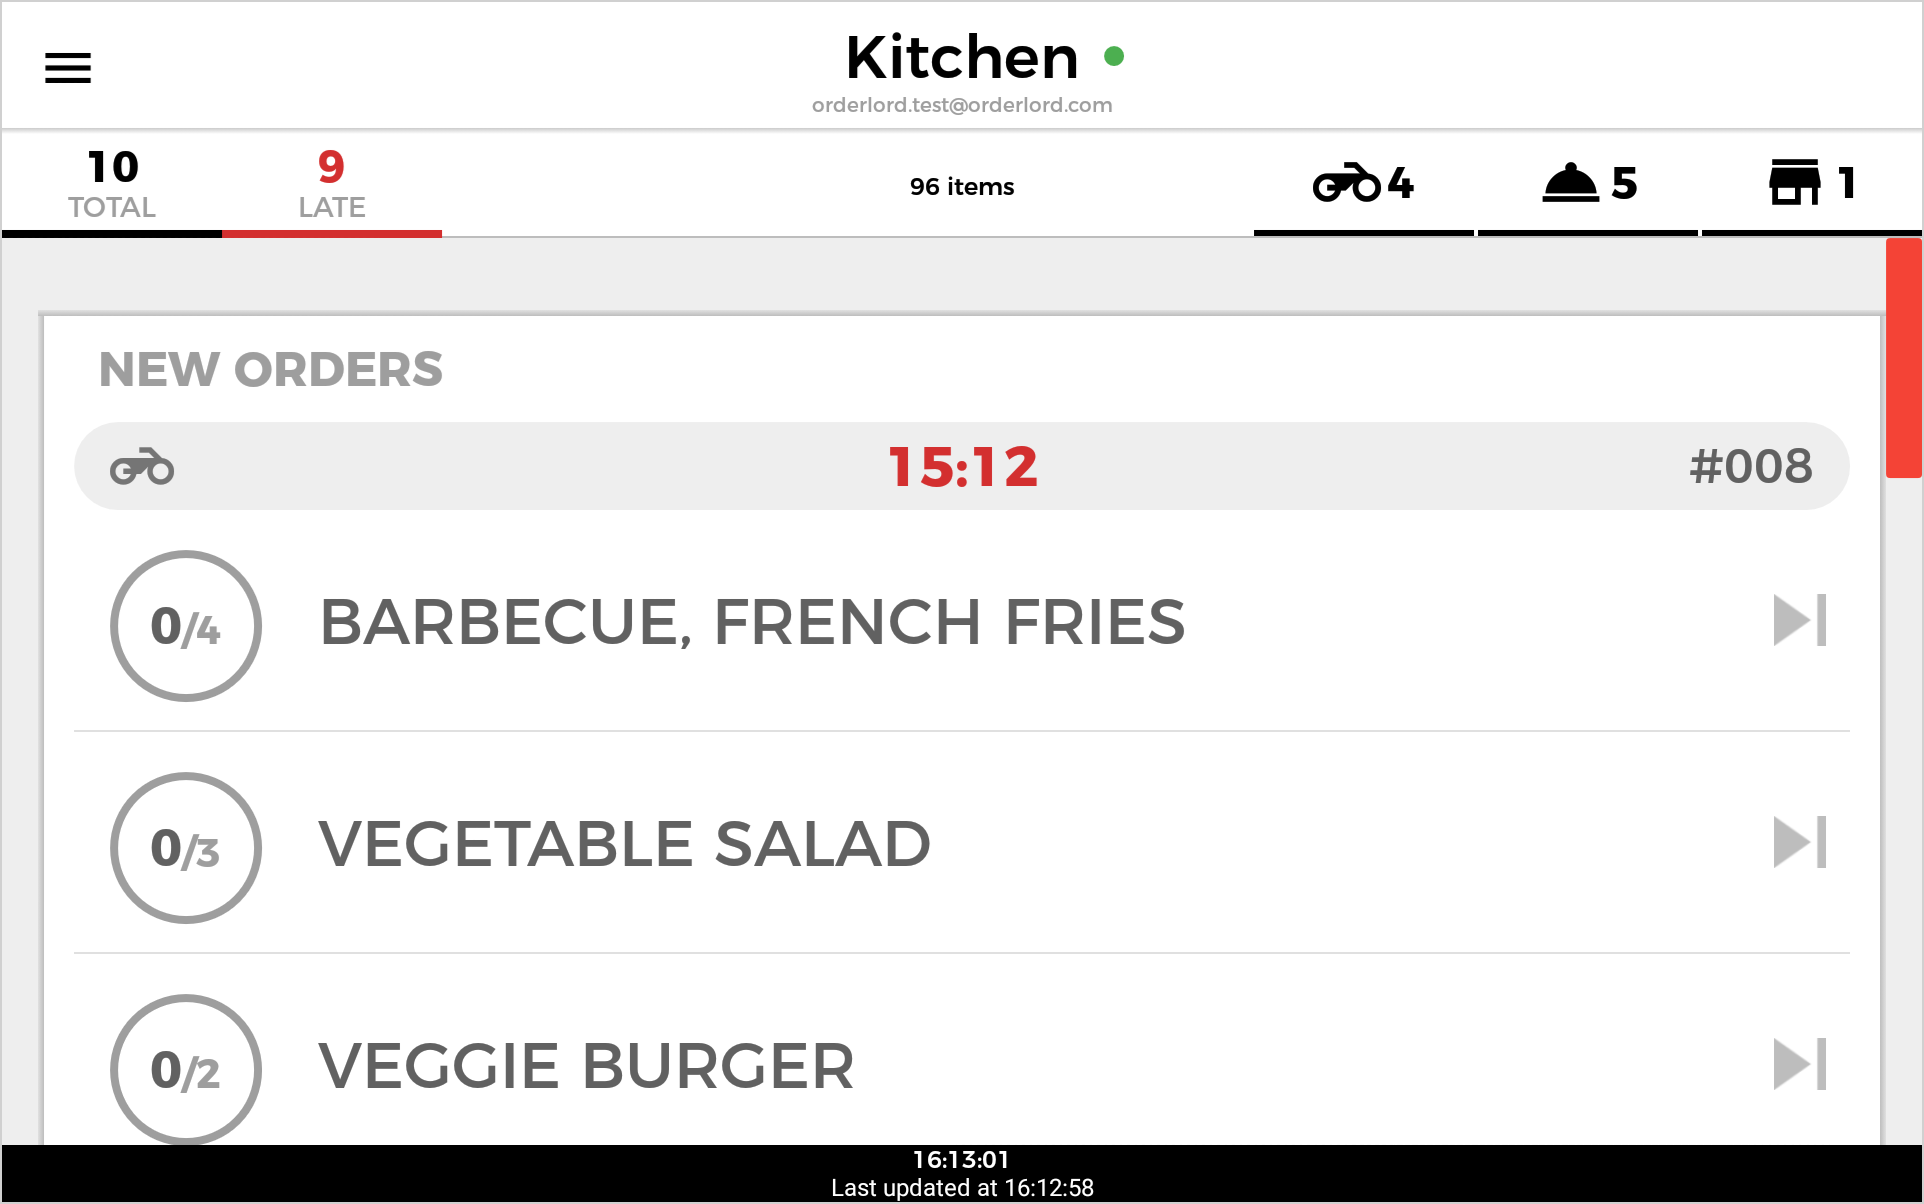 Kitchen
orderlord.test@orderlord.com
10
TOTAL
9
LATE
96 items
4
5
1
NEW ORDERS
15:12
#008
0/4
BARBECUE, FRENCH FRIES
0/3
VEGETABLE SALAD
0/2
VEGGIE BURGER
16:13:01
Last updated at 16:12:58